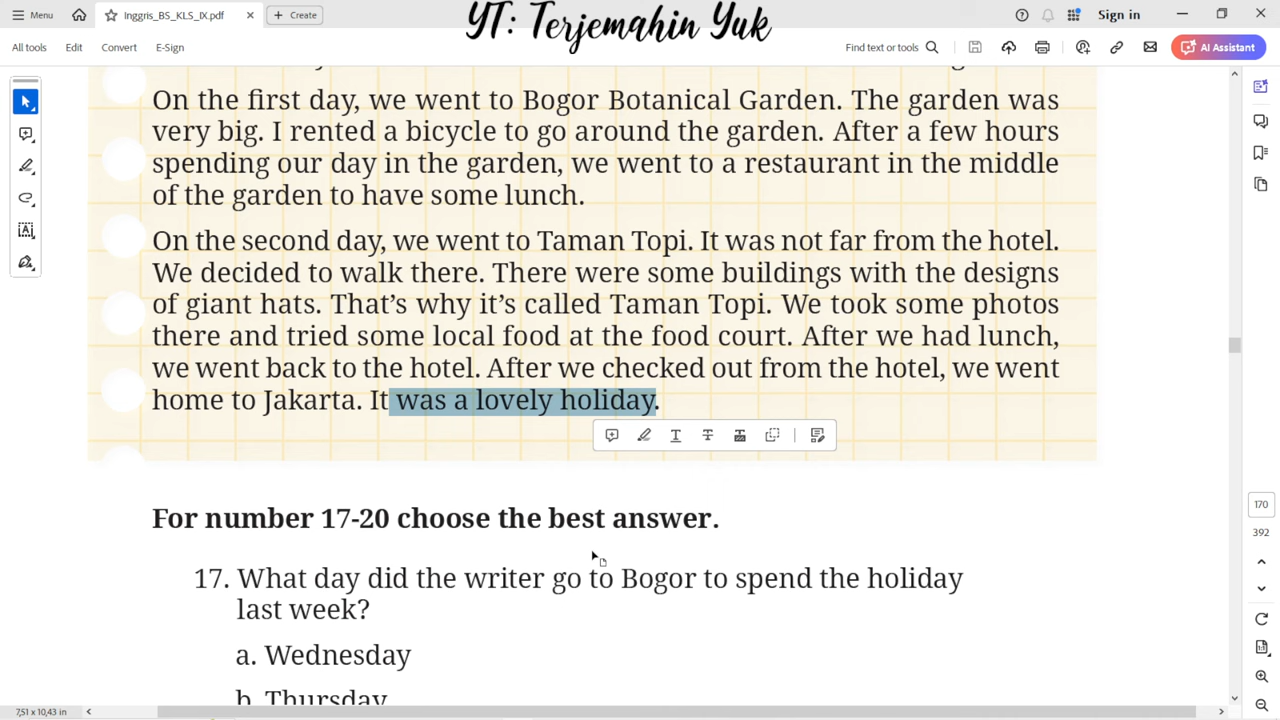 Menu
Inggris_BS_KLS_IX.pdf
Create
YT: Terjemahin Yuk
Sign in
All tools
Edit
Convert
E-Sign
Find text or tools
AI Assistant
On the first day, we went to Bogor Botanical Garden. The garden was
very big. I rented a bicycle to go around the garden. After a few hours
spending our day in the garden, we went to a restaurant in the middle
of the garden to have some lunch.
On the second day, we went to Taman Topi. It was not far from the hotel.
We decided to walk there. There were some buildings with the designs
of giant hats. That’s why it’s called Taman Topi. We took some photos
there and tried some local food at the food court. After we had lunch,
we went back to the hotel. After we checked out from the hotel, we went
home to Jakarta. It was a lovely holiday.
For number 17-20 choose the best answer.
17. What day did the writer go to Bogor to spend the holiday
last week?
a. Wednesday
b. Thursday
170
392
7,51 x 10,43 in